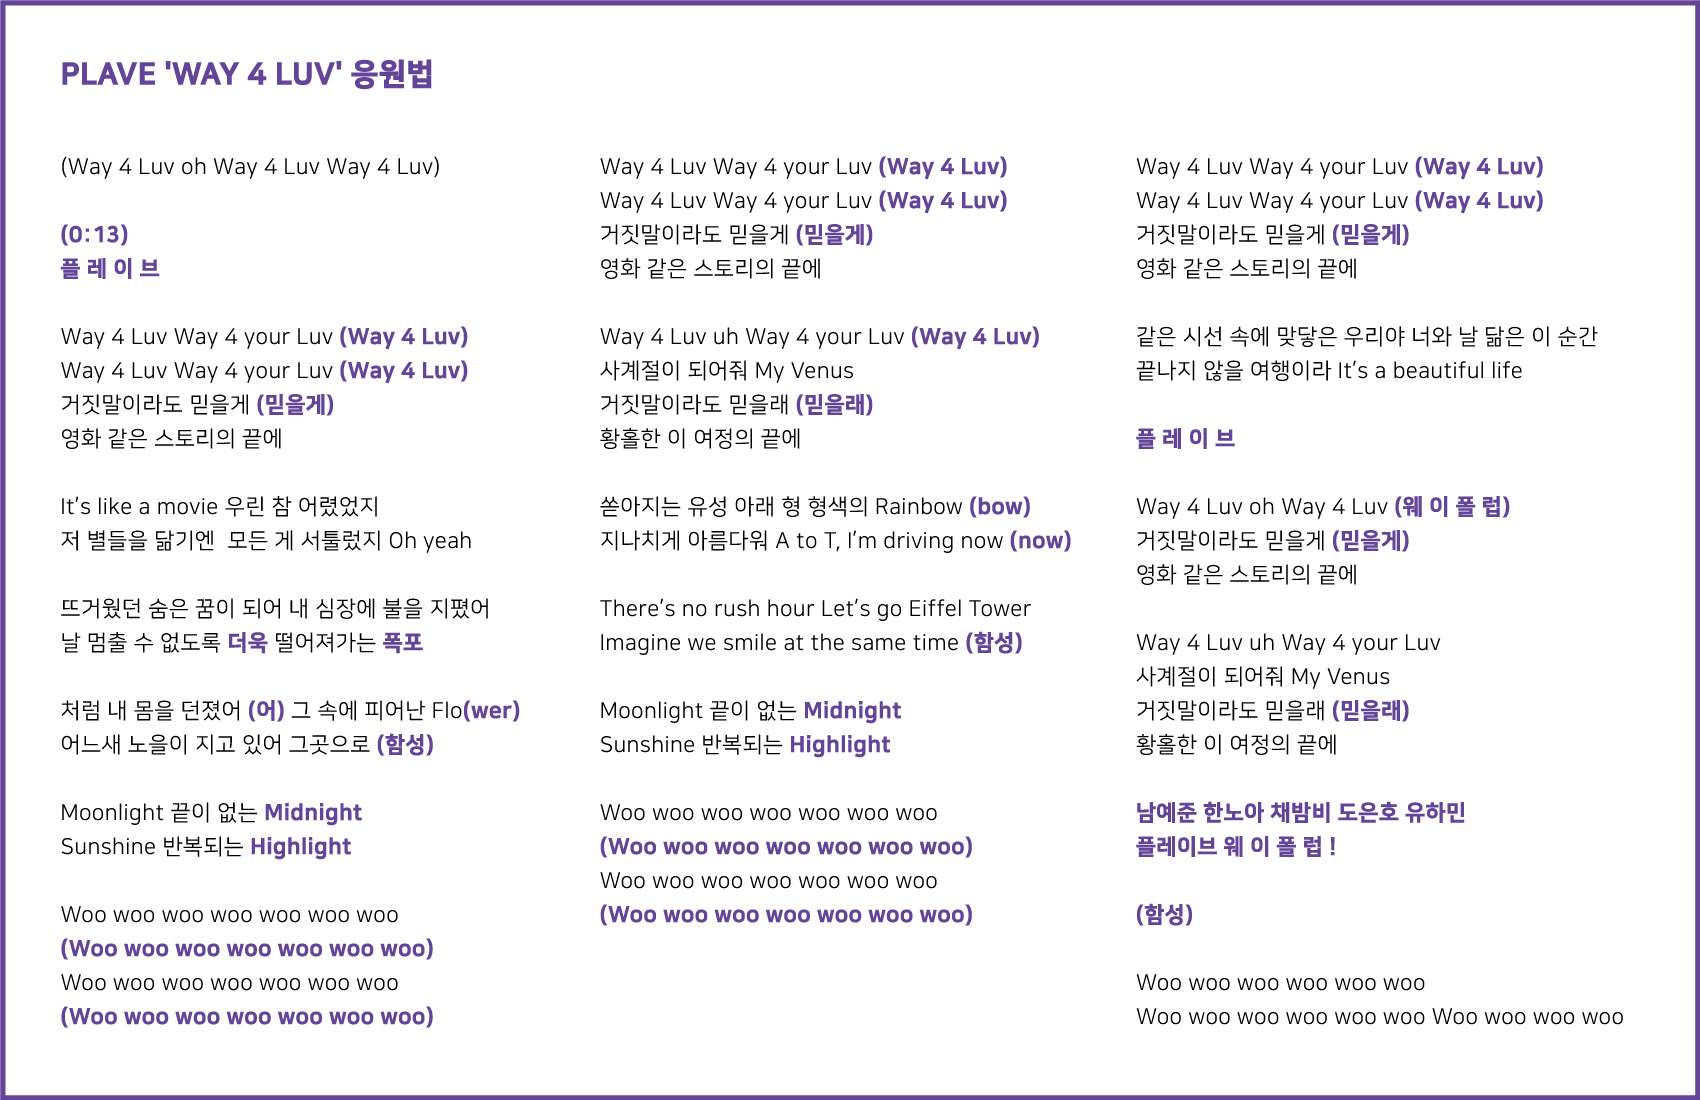 PLAVE 'WAY 4 LUV' 응원법
(Way 4 Luv oh Way 4 Luv Way 4 Luv)
(0:13)
플 레 이 브
Way 4 Luv Way 4 your Luv (Way 4 Luv)
Way 4 Luv Way 4 your Luv (Way 4 Luv)
거짓말이라도 믿을게 (믿을게)
영화 같은 스토리의 끝에
It's like a movie 우린 참 어렸었지
저 별들을 닮기엔  모든 게 서툴렀지 Oh yeah
뜨거웠던 숨은 꿈이 되어 내 심장에 불을 지폈어
날 멈출 수 없도록 더욱 떨어져가는 폭포
처럼 내 몸을 던졌어 (어) 그 속에 피어난 Flo(wer)
어느새 노을이 지고 있어 그곳으로 (함성)
Moonlight 끝이 없는 Midnight
Sunshine 반복되는 Highlight
Woo woo woo woo woo woo woo
(Woo woo woo woo woo woo woo)
Woo woo woo woo woo woo woo
(Woo woo woo woo woo woo woo)
Way 4 Luv Way 4 your Luv (Way 4 Luv)
Way 4 Luv Way 4 your Luv (Way 4 Luv)
거짓말이라도 믿을게 (믿을게)
영화 같은 스토리의 끝에
Way 4 Luv uh Way 4 your Luv (Way 4 Luv)
사계절이 되어줘 My Venus
거짓말이라도 믿을래 (믿을래)
황홀한 이 여정의 끝에
쏟아지는 유성 아래 형 형색의 Rainbow (bow)
지나치게 아름다워 A to T, I'm driving now (now)
There's no rush hour Let's go Eiffel Tower
Imagine we smile at the same time (함성)
Moonlight 끝이 없는 Midnight
Sunshine 반복되는 Highlight
Woo woo woo woo woo woo woo
(Woo woo woo woo woo woo woo)
Woo woo woo woo woo woo woo
(Woo woo woo woo woo woo woo)
Way 4 Luv Way 4 your Luv (Way 4 Luv)
Way 4 Luv Way 4 your Luv (Way 4 Luv)
거짓말이라도 믿을게 (믿을게)
영화 같은 스토리의 끝에
같은 시선 속에 맞닿은 우리야 너와 날 닮은 이 순간
끝나지 않을 여행이라 It's a beautiful life
플 레 이 브
Way 4 Luv oh Way 4 Luv (웨 이 폴 럽)
거짓말이라도 믿을게 (믿을게)
영화 같은 스토리의 끝에
Way 4 Luv uh Way 4 your Luv
사계절이 되어줘 My Venus
거짓말이라도 믿을래 (믿을래)
황홀한 이 여정의 끝에
남예준 한노아 채밤비 도은호 유하민
플레이브 웨 이 폴 럽 !
(함성)
Woo woo woo woo woo woo
Woo woo woo woo woo woo Woo woo woo woo